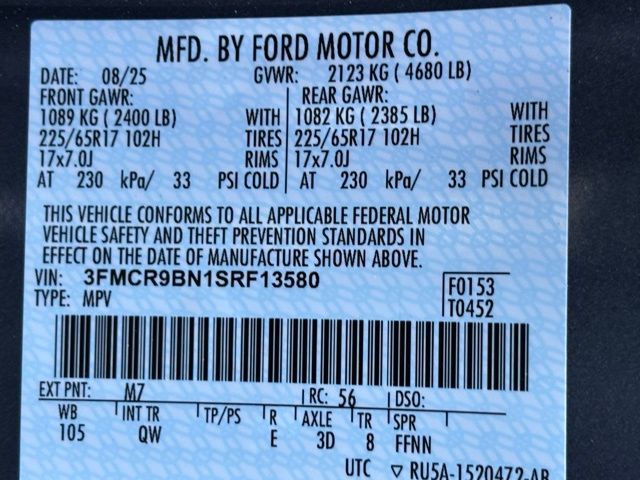 MFD. BY FORD MOTOR CO.
DATE: 08/25 GVWR: 2123 KG ( 4680 LB)
FRONT GAWR: REAR GAWR:
1089 KG ( 2400 LB) WITH 1082 KG ( 2385 LB) WITH
225/65R17 102H TIRES 225/65R17 102H TIRES
17x7.0J RIMS 17x7.0J RIMS
AT 230 kPa/ 33 PSI COLD AT 230 kPa/ 33 PSI COLD
THIS VEHICLE CONFORMS TO ALL APPLICABLE FEDERAL MOTOR
VEHICLE SAFETY AND THEFT PREVENTION STANDARDS IN
EFFECT ON THE DATE OF MANUFACTURE SHOWN ABOVE.
VIN: 3FMCR9BN1SRF13580 F0153
TYPE: MPV T0452
EXT PNT: M7 RC: 56 DSO:
WB INT TR TP/PS R AXLE TR SPR
105 QW E 3D 8 FFNN
UTC ▽ RU5A-1520472-AB